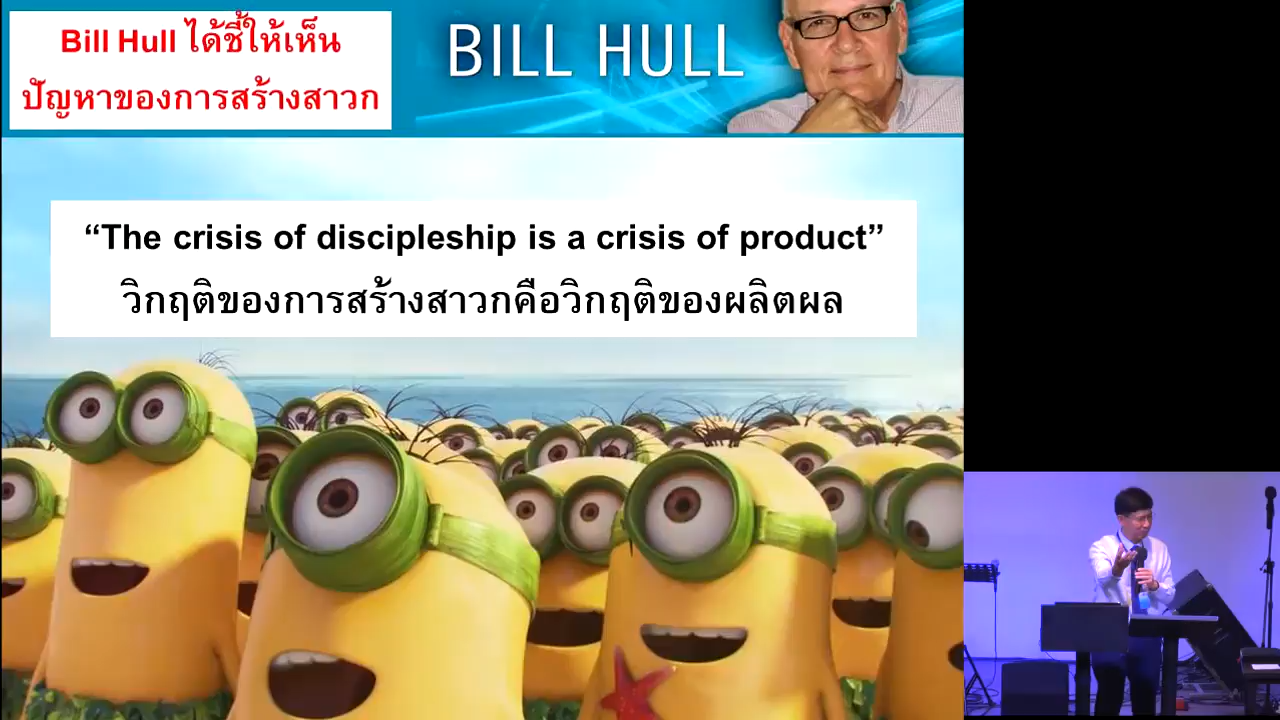 Bill Hull ได้ชี้ให้เห็น
ปัญหาของการสร้างสาวก
BILL HULL
“The crisis of discipleship is a crisis of product”
วิกฤติของการสร้างสาวกคือวิกฤติของผลิตผล